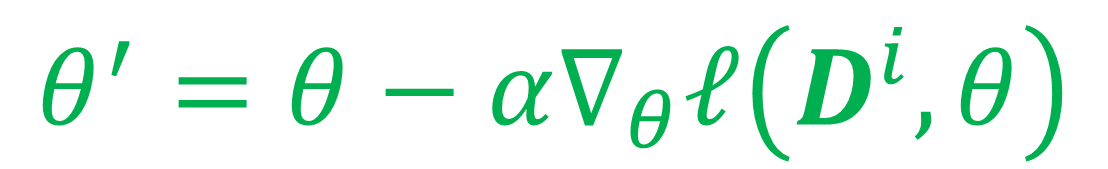 θ′ = θ − α∇_θ ℓ(𝑫^i, θ)